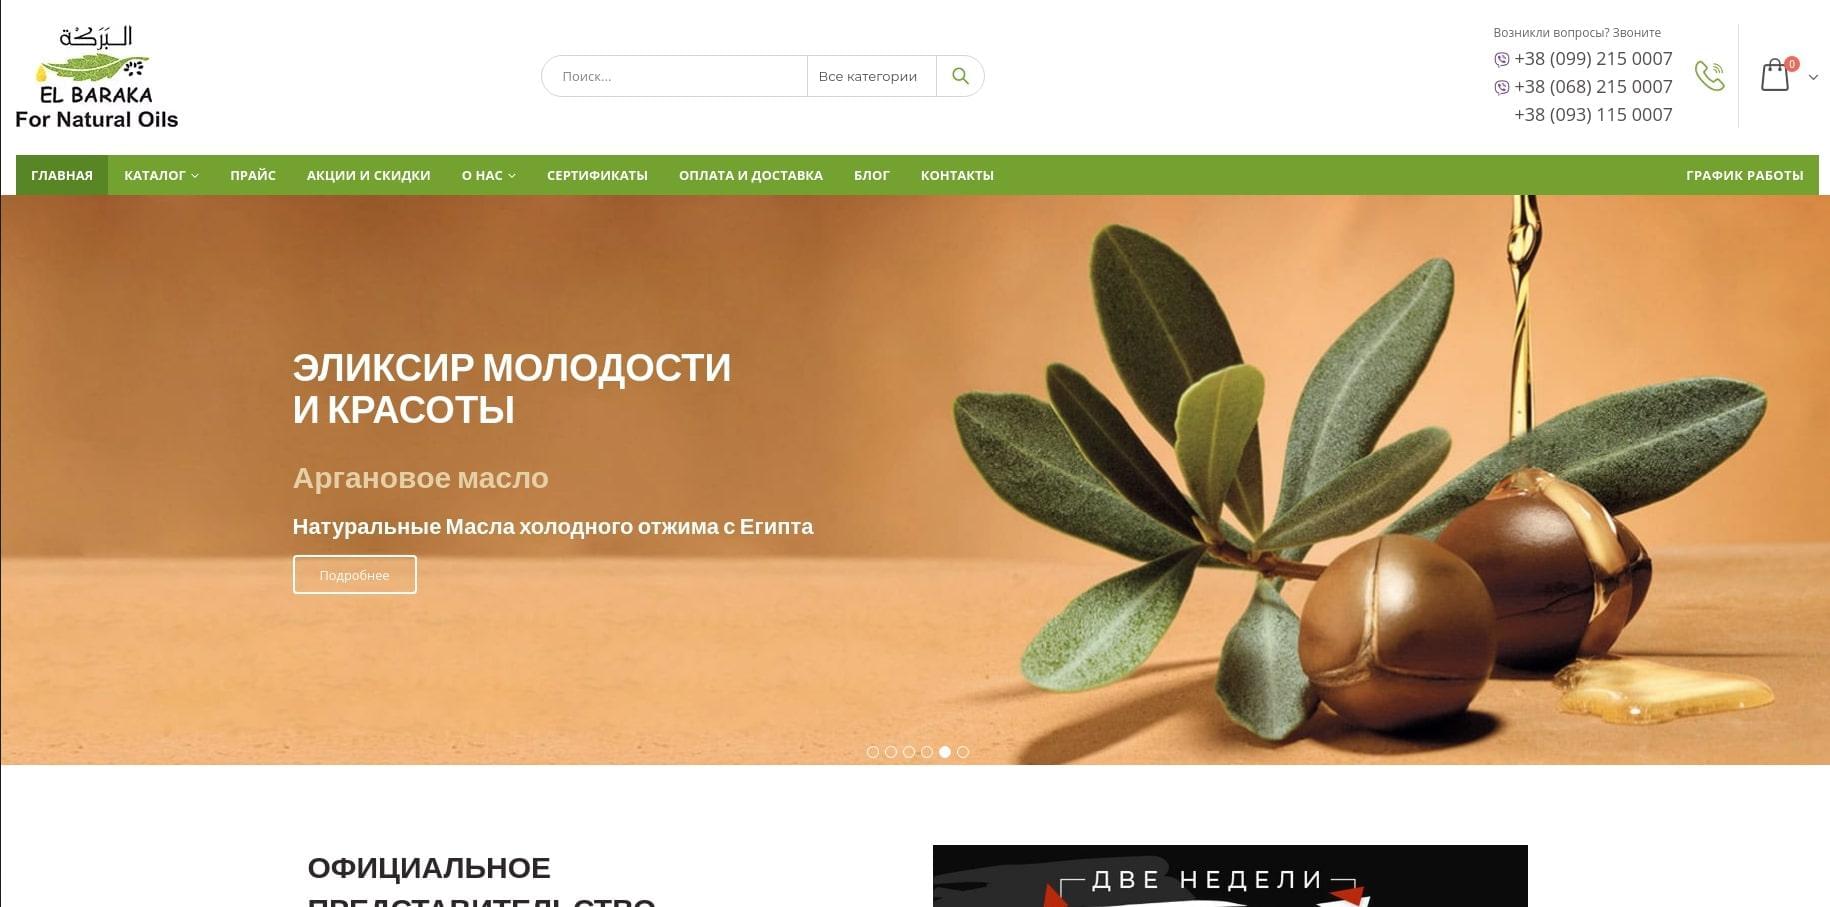 البَرَكَة
EL BARAKA
For Natural Oils
Поиск...
Все категории
Возникли вопросы? Звоните
+38 (099) 215 0007
+38 (068) 215 0007
+38 (093) 115 0007
0
ГЛАВНАЯ
КАТАЛОГ
ПРАЙС
АКЦИИ И СКИДКИ
О НАС
СЕРТИФИКАТЫ
ОПЛАТА И ДОСТАВКА
БЛОГ
КОНТАКТЫ
ГРАФИК РАБОТЫ
ЭЛИКСИР МОЛОДОСТИ
И КРАСОТЫ
Аргановое масло
Натуральные Масла холодного отжима с Египта
Подробнее
ОФИЦИАЛЬНОЕ
ПРЕДСТАВИТЕЛЬСТВО
ДВЕ НЕДЕЛИ